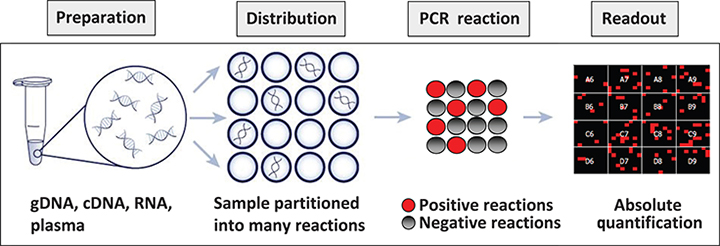 Preparation
Distribution
PCR reaction
Readout
A6 A7 A8 A9
B6 B7 B8 B9
C6 C7 C8 C9
D6 D7 D8 D9
gDNA, cDNA, RNA,
plasma
Sample partitioned
into many reactions
Positive reactions
Negative reactions
Absolute
quantification